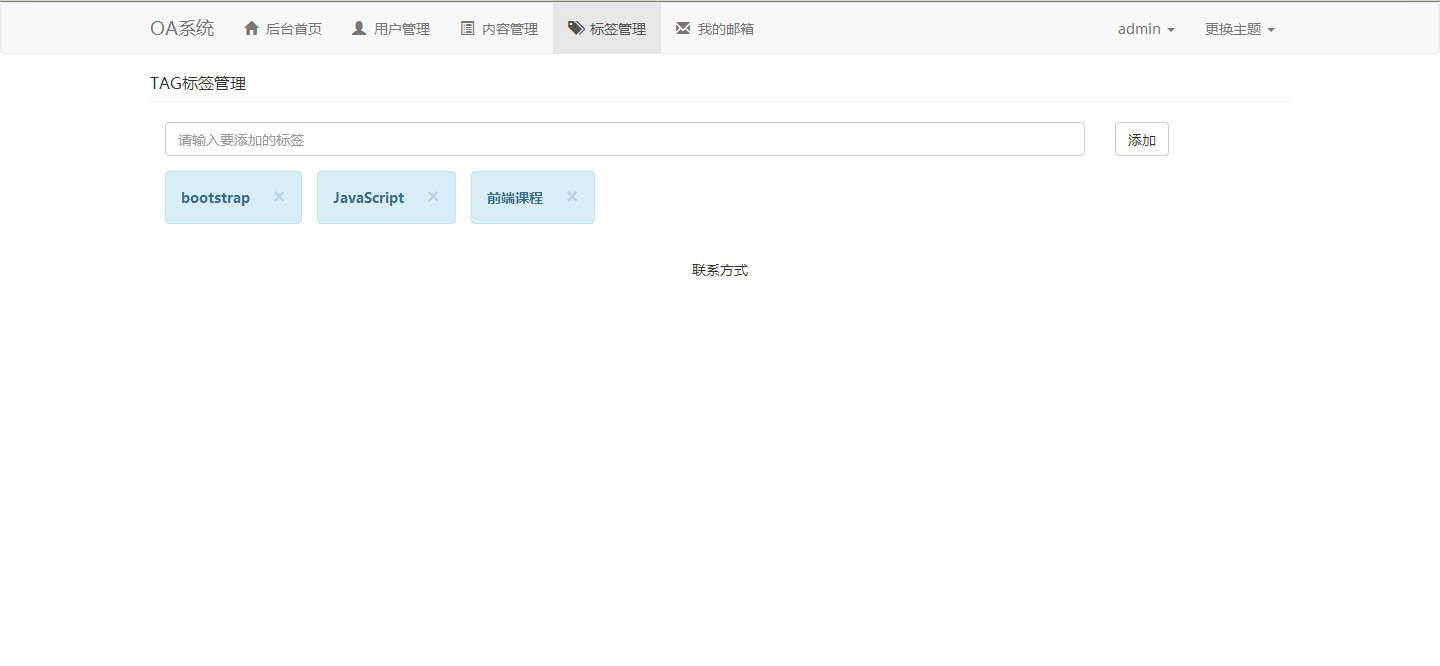 OA系统 后台首页 用户管理 内容管理 标签管理 我的邮箱 admin 更换主题
TAG标签管理
请输入要添加的标签 添加
bootstrap × JavaScript × 前端课程 ×
联系方式